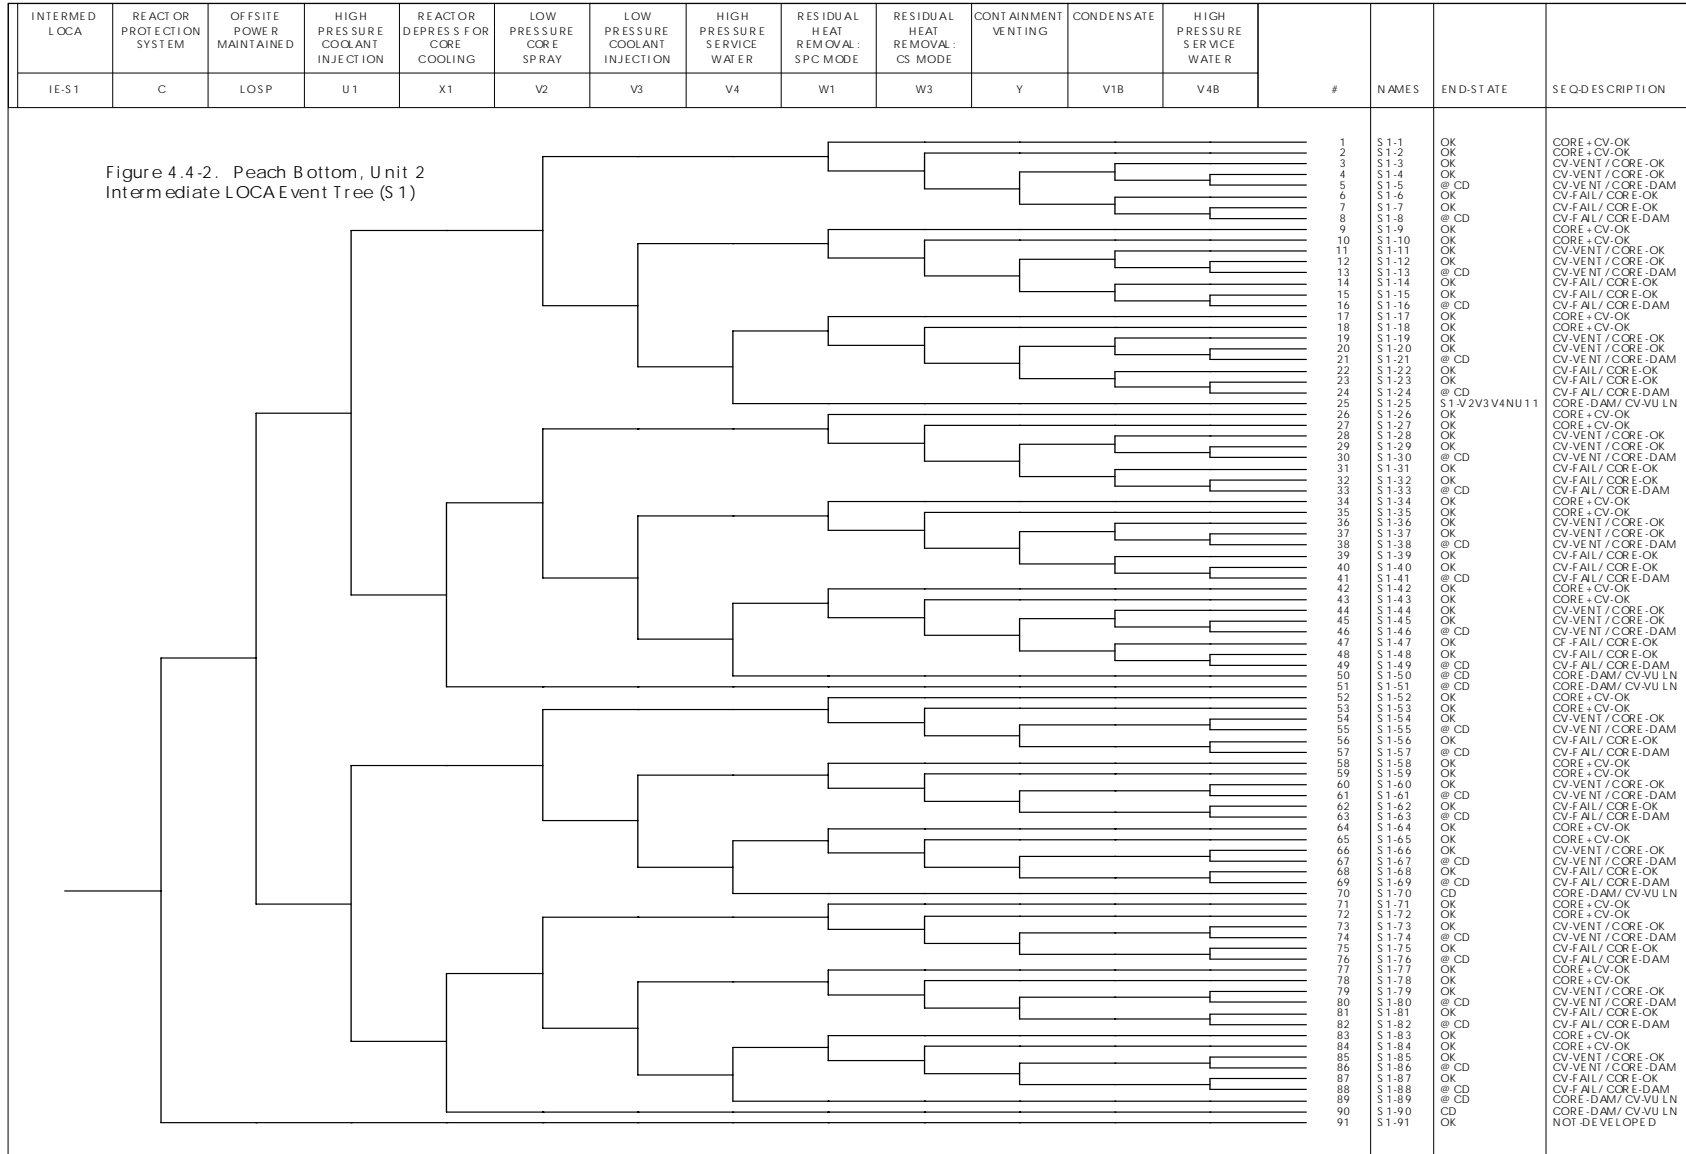 INTERMED
LOCA
REACTOR
PROTECTION
SYSTEM
OFFSITE
POWER
MAINTAINED
HIGH
PRESSURE
COOLANT
INJECTION
REACTOR
DEPRESS FOR
CORE
COOLING
LOW
PRESSURE
CORE
SPRAY
LOW
PRESSURE
COOLANT
INJECTION
HIGH
PRESSURE
SERVICE
WATER
RESIDUAL
HEAT
REMOVAL:
SPC MODE
RESIDUAL
HEAT
REMOVAL:
CS MODE
CONTAINMENT
VENTING
CONDENSATE
HIGH
PRESSURE
SERVICE
WATER
IE-S1 C LOSP U1 X1 V2 V3 V4 W1 W3 Y V1B V4B # NAMES END-STATE SEQ-DESCRIPTION
Figure 4.4-2. Peach Bottom, Unit 2
Intermediate LOCA Event Tree (S1)
1 S1-1 OK CORE+CV-OK
2 S1-2 OK CORE+CV-OK
3 S1-3 OK CV-VENT/CORE-OK
4 S1-4 OK CV-VENT/CORE-OK
5 S1-5 @CD CV-VENT/CORE-DAM
6 S1-6 OK CV-FAIL/CORE-OK
7 S1-7 OK CV-FAIL/CORE-OK
8 S1-8 @CD CV-FAIL/CORE-DAM
9 S1-9 OK CORE+CV-OK
10 S1-10 OK CORE+CV-OK
11 S1-11 OK CV-VENT/CORE-OK
12 S1-12 OK CV-VENT/CORE-OK
13 S1-13 @CD CV-VENT/CORE-DAM
14 S1-14 OK CV-FAIL/CORE-OK
15 S1-15 OK CV-FAIL/CORE-OK
16 S1-16 @CD CV-FAIL/CORE-DAM
17 S1-17 OK CORE+CV-OK
18 S1-18 OK CORE+CV-OK
19 S1-19 OK CV-VENT/CORE-OK
20 S1-20 OK CV-VENT/CORE-OK
21 S1-21 @CD CV-VENT/CORE-DAM
22 S1-22 OK CV-FAIL/CORE-OK
23 S1-23 OK CV-FAIL/CORE-OK
24 S1-24 @CD CV-FAIL/CORE-DAM
25 S1-25 S1-V2V3V4NU11 CORE-DAM/CV-VULN
26 S1-26 OK CORE+CV-OK
27 S1-27 OK CORE+CV-OK
28 S1-28 OK CV-VENT/CORE-OK
29 S1-29 OK CV-VENT/CORE-OK
30 S1-30 @CD CV-VENT/CORE-DAM
31 S1-31 OK CV-FAIL/CORE-OK
32 S1-32 OK CV-FAIL/CORE-OK
33 S1-33 @CD CV-FAIL/CORE-DAM
34 S1-34 OK CORE+CV-OK
35 S1-35 OK CORE+CV-OK
36 S1-36 OK CV-VENT/CORE-OK
37 S1-37 OK CV-VENT/CORE-OK
38 S1-38 @CD CV-VENT/CORE-DAM
39 S1-39 OK CV-FAIL/CORE-OK
40 S1-40 OK CV-FAIL/CORE-OK
41 S1-41 @CD CV-FAIL/CORE-DAM
42 S1-42 OK CORE+CV-OK
43 S1-43 OK CORE+CV-OK
44 S1-44 OK CV-VENT/CORE-OK
45 S1-45 OK CV-VENT/CORE-OK
46 S1-46 @CD CV-VENT/CORE-DAM
47 S1-47 OK CF-FAIL/CORE-OK
48 S1-48 OK CV-FAIL/CORE-OK
49 S1-49 @CD CV-FAIL/CORE-DAM
50 S1-50 @CD CORE-DAM/CV-VULN
51 S1-51 @CD CORE-DAM/CV-VULN
52 S1-52 OK CORE+CV-OK
53 S1-53 OK CORE+CV-OK
54 S1-54 OK CV-VENT/CORE-OK
55 S1-55 @CD CV-VENT/CORE-DAM
56 S1-56 OK CV-FAIL/CORE-OK
57 S1-57 @CD CV-FAIL/CORE-DAM
58 S1-58 OK CORE+CV-OK
59 S1-59 OK CORE+CV-OK
60 S1-60 OK CV-VENT/CORE-OK
61 S1-61 @CD CV-VENT/CORE-DAM
62 S1-62 OK CV-FAIL/CORE-OK
63 S1-63 @CD CV-FAIL/CORE-DAM
64 S1-64 OK CORE+CV-OK
65 S1-65 OK CORE+CV-OK
66 S1-66 OK CV-VENT/CORE-OK
67 S1-67 @CD CV-VENT/CORE-DAM
68 S1-68 OK CV-FAIL/CORE-OK
69 S1-69 @CD CV-FAIL/CORE-DAM
70 S1-70 CD CORE-DAM/CV-VULN
71 S1-71 OK CORE+CV-OK
72 S1-72 OK CORE+CV-OK
73 S1-73 OK CV-VENT/CORE-OK
74 S1-74 @CD CV-VENT/CORE-DAM
75 S1-75 OK CV-FAIL/CORE-OK
76 S1-76 @CD CV-FAIL/CORE-DAM
77 S1-77 OK CORE+CV-OK
78 S1-78 OK CORE+CV-OK
79 S1-79 OK CV-VENT/CORE-OK
80 S1-80 @CD CV-VENT/CORE-DAM
81 S1-81 OK CV-FAIL/CORE-OK
82 S1-82 @CD CV-FAIL/CORE-DAM
83 S1-83 OK CORE+CV-OK
84 S1-84 OK CORE+CV-OK
85 S1-85 OK CV-VENT/CORE-OK
86 S1-86 @CD CV-VENT/CORE-DAM
87 S1-87 OK CV-FAIL/CORE-OK
88 S1-88 @CD CV-FAIL/CORE-DAM
89 S1-89 @CD CORE-DAM/CV-VULN
90 S1-90 CD CORE-DAM/CV-VULN
91 S1-91 OK NOT-DEVELOPED